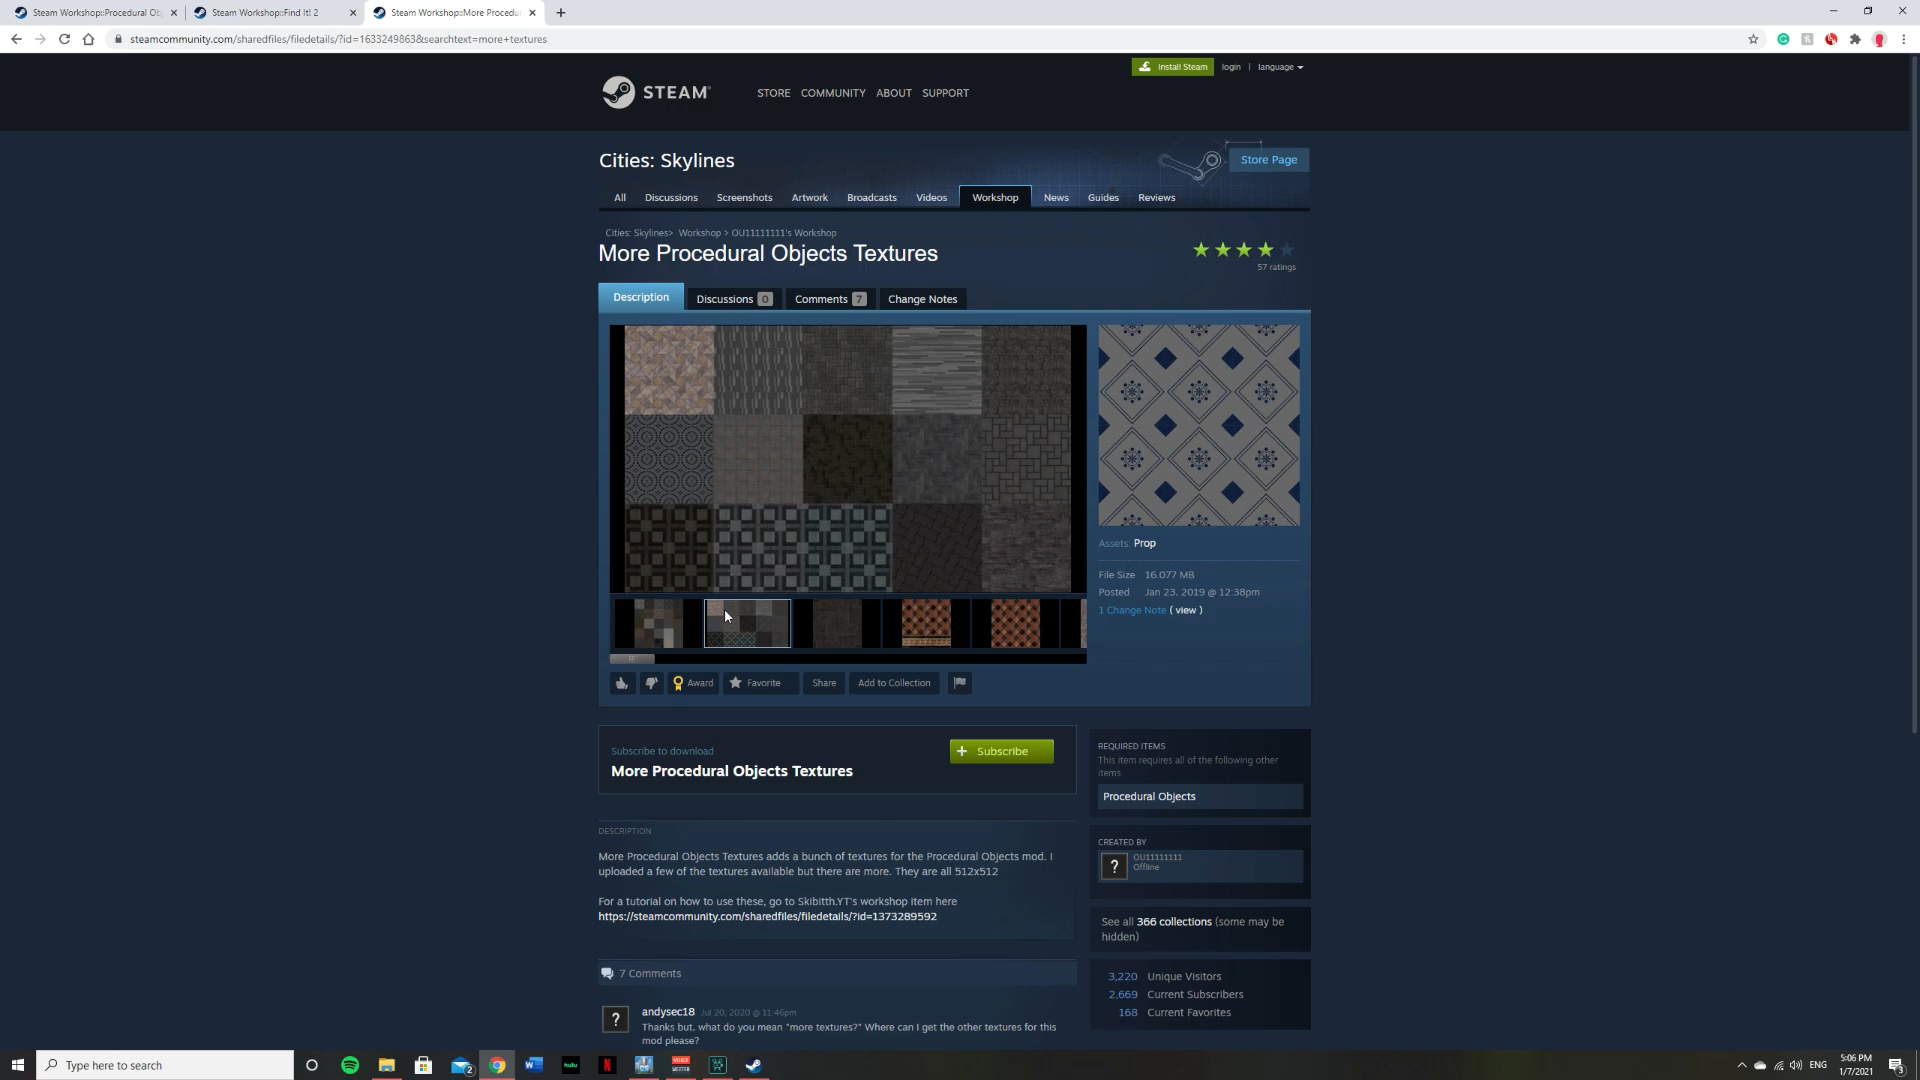 Steam Workshop::Procedural Ob
Steam Workshop::Find It! 2
Steam Workshop::More Procedur
steamcommunity.com/sharedfiles/filedetails/?id=1633249863&searchtext=more+textures
Install Steam login | language
STEAM
STORE COMMUNITY ABOUT SUPPORT
Cities: Skylines
Store Page
All Discussions Screenshots Artwork Broadcasts Videos Workshop News Guides Reviews
Cities: Skylines> Workshop > OU11111111's Workshop
More Procedural Objects Textures
57 ratings
Description Discussions 0 Comments 7 Change Notes
Assets: Prop
File Size 16.077 MB
Posted Jan 23, 2019 @ 12:38pm
1 Change Note ( view )
Award Favorite Share Add to Collection
Subscribe to download
More Procedural Objects Textures
Subscribe
REQUIRED ITEMS
This item requires all of the following other
items
Procedural Objects
DESCRIPTION
More Procedural Objects Textures adds a bunch of textures for the Procedural Objects mod. I
uploaded a few of the textures available but there are more. They are all 512x512
For a tutorial on how to use these, go to Skibitth.YT's workshop item here
https://steamcommunity.com/sharedfiles/filedetails/?id=1373289592
CREATED BY
OU11111111
Offline
See all 366 collections (some may be
hidden)
3,220 Unique Visitors
2,669 Current Subscribers
168 Current Favorites
7 Comments
andysec18 Jul 20, 2020 @ 11:46pm
Thanks but, what do you mean "more textures?" Where can I get the other textures for this
mod please?
Type here to search
hulu
VOICE
MEETER
ENG
5:06 PM
1/7/2021